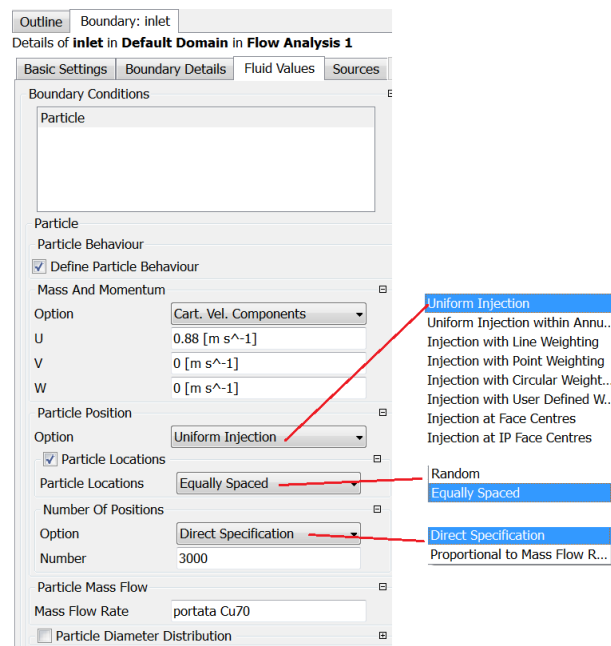 Outline Boundary: inlet
Details of inlet in Default Domain in Flow Analysis 1
Basic Settings Boundary Details Fluid Values Sources
Boundary Conditions
Particle
Particle
Particle Behaviour
Define Particle Behaviour
Mass And Momentum
Option Cart. Vel. Components
U 0.88 [m s^-1]
V 0 [m s^-1]
W 0 [m s^-1]
Particle Position
Option Uniform Injection
Particle Locations
Particle Locations Equally Spaced
Number Of Positions
Option Direct Specification
Number 3000
Particle Mass Flow
Mass Flow Rate portata Cu70
Particle Diameter Distribution
Uniform Injection
Uniform Injection within Annu...
Injection with Line Weighting
Injection with Point Weighting
Injection with Circular Weight...
Injection with User Defined W...
Injection at Face Centres
Injection at IP Face Centres
Random
Equally Spaced
Direct Specification
Proportional to Mass Flow R...